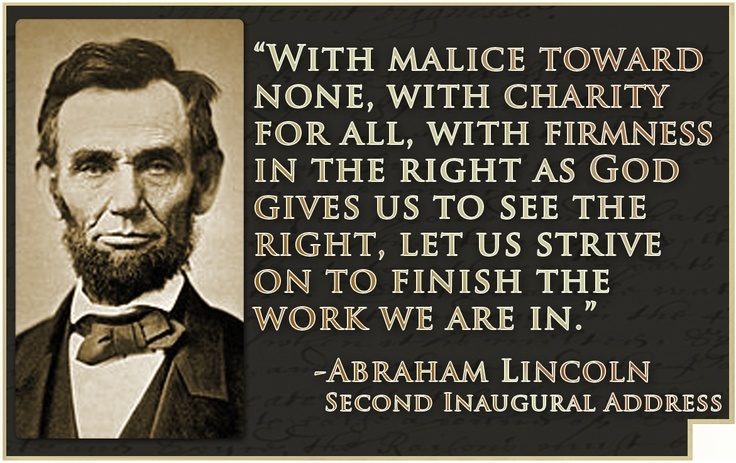 “With malice toward
none, with charity
for all, with firmness
in the right as God
gives us to see the
right, let us strive
on to finish the
work we are in.”
-Abraham Lincoln
Second Inaugural Address